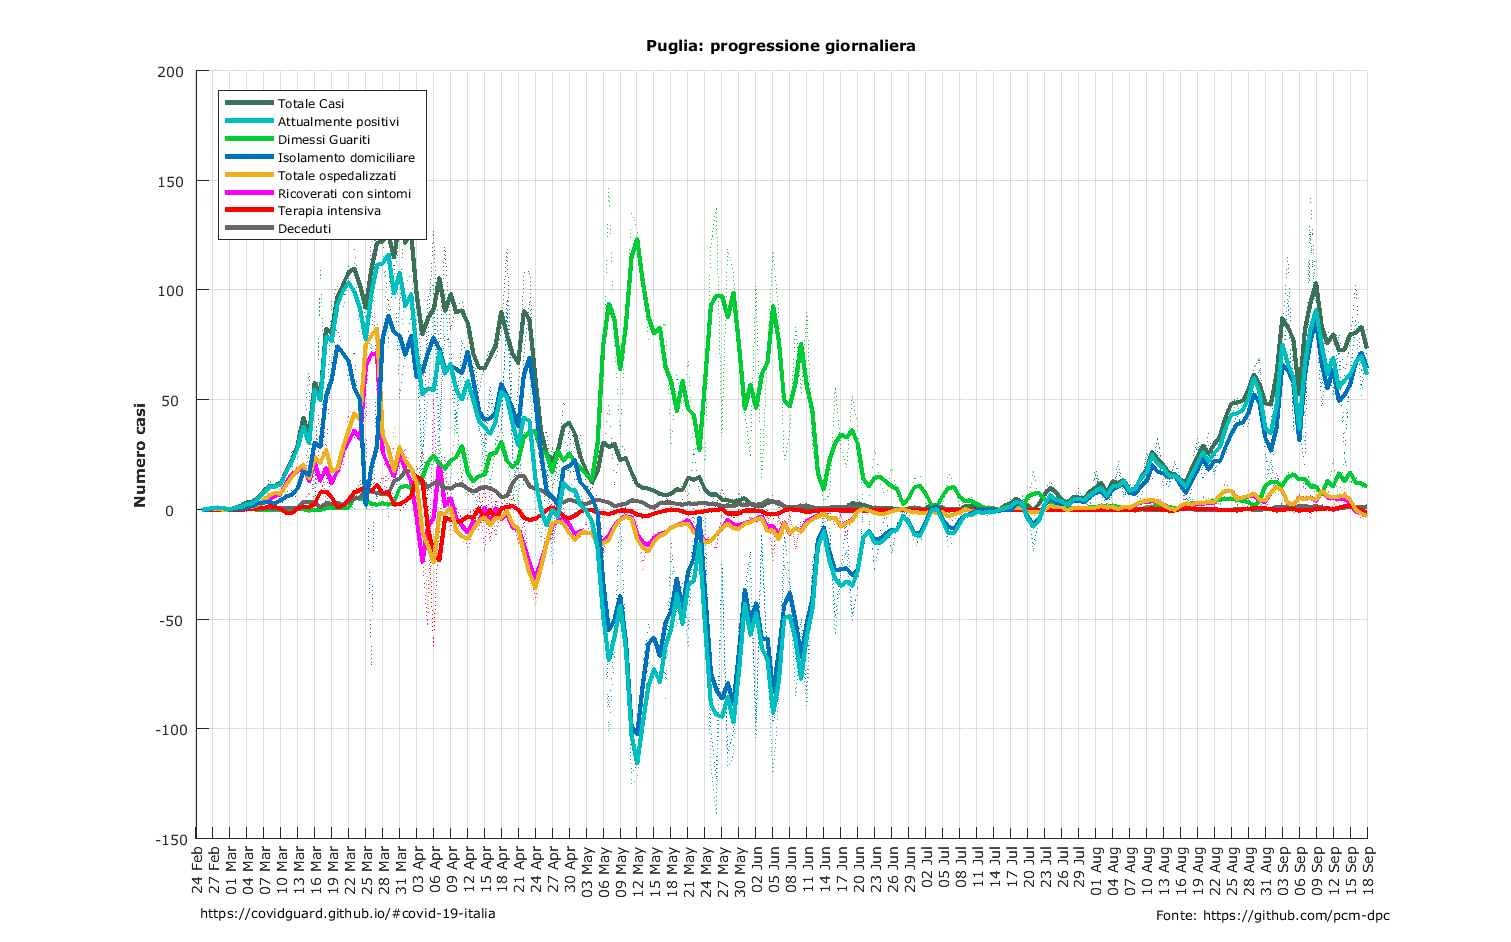 Puglia: progressione giornaliera
200
150
100
50
0
-50
-100
-150
Numero casi
Totale Casi
Attualmente positivi
Dimessi Guariti
Isolamento domiciliare
Totale ospedalizzati
Ricoverati con sintomi
Terapia intensiva
Deceduti
24 Feb
27 Feb
01 Mar
04 Mar
07 Mar
10 Mar
13 Mar
16 Mar
19 Mar
22 Mar
25 Mar
28 Mar
31 Mar
03 Apr
06 Apr
09 Apr
12 Apr
15 Apr
18 Apr
21 Apr
24 Apr
27 Apr
30 Apr
03 May
06 May
09 May
12 May
15 May
18 May
21 May
24 May
27 May
30 May
02 Jun
05 Jun
08 Jun
11 Jun
14 Jun
17 Jun
20 Jun
23 Jun
26 Jun
29 Jun
02 Jul
05 Jul
08 Jul
11 Jul
14 Jul
17 Jul
20 Jul
23 Jul
26 Jul
29 Jul
01 Aug
04 Aug
07 Aug
10 Aug
13 Aug
16 Aug
19 Aug
22 Aug
25 Aug
28 Aug
31 Aug
03 Sep
06 Sep
09 Sep
12 Sep
15 Sep
18 Sep
https://covidguard.github.io/#covid-19-italia
Fonte: https://github.com/pcm-dpc